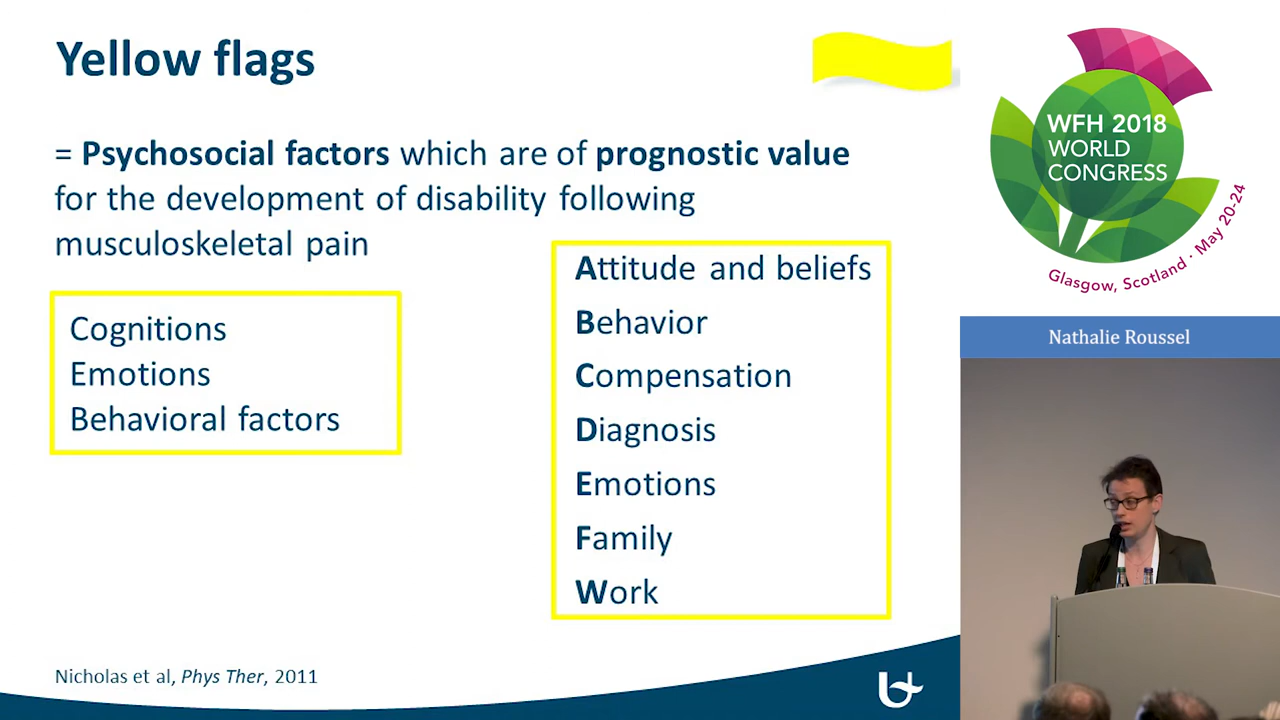 Yellow flags
= Psychosocial factors which are of prognostic value
for the development of disability following
musculoskeletal pain
Cognitions
Emotions
Behavioral factors
Attitude and beliefs
Behavior
Compensation
Diagnosis
Emotions
Family
Work
Nicholas et al, Phys Ther, 2011
WFH 2018
WORLD
CONGRESS
Glasgow, Scotland · May 20-24
Nathalie Roussel